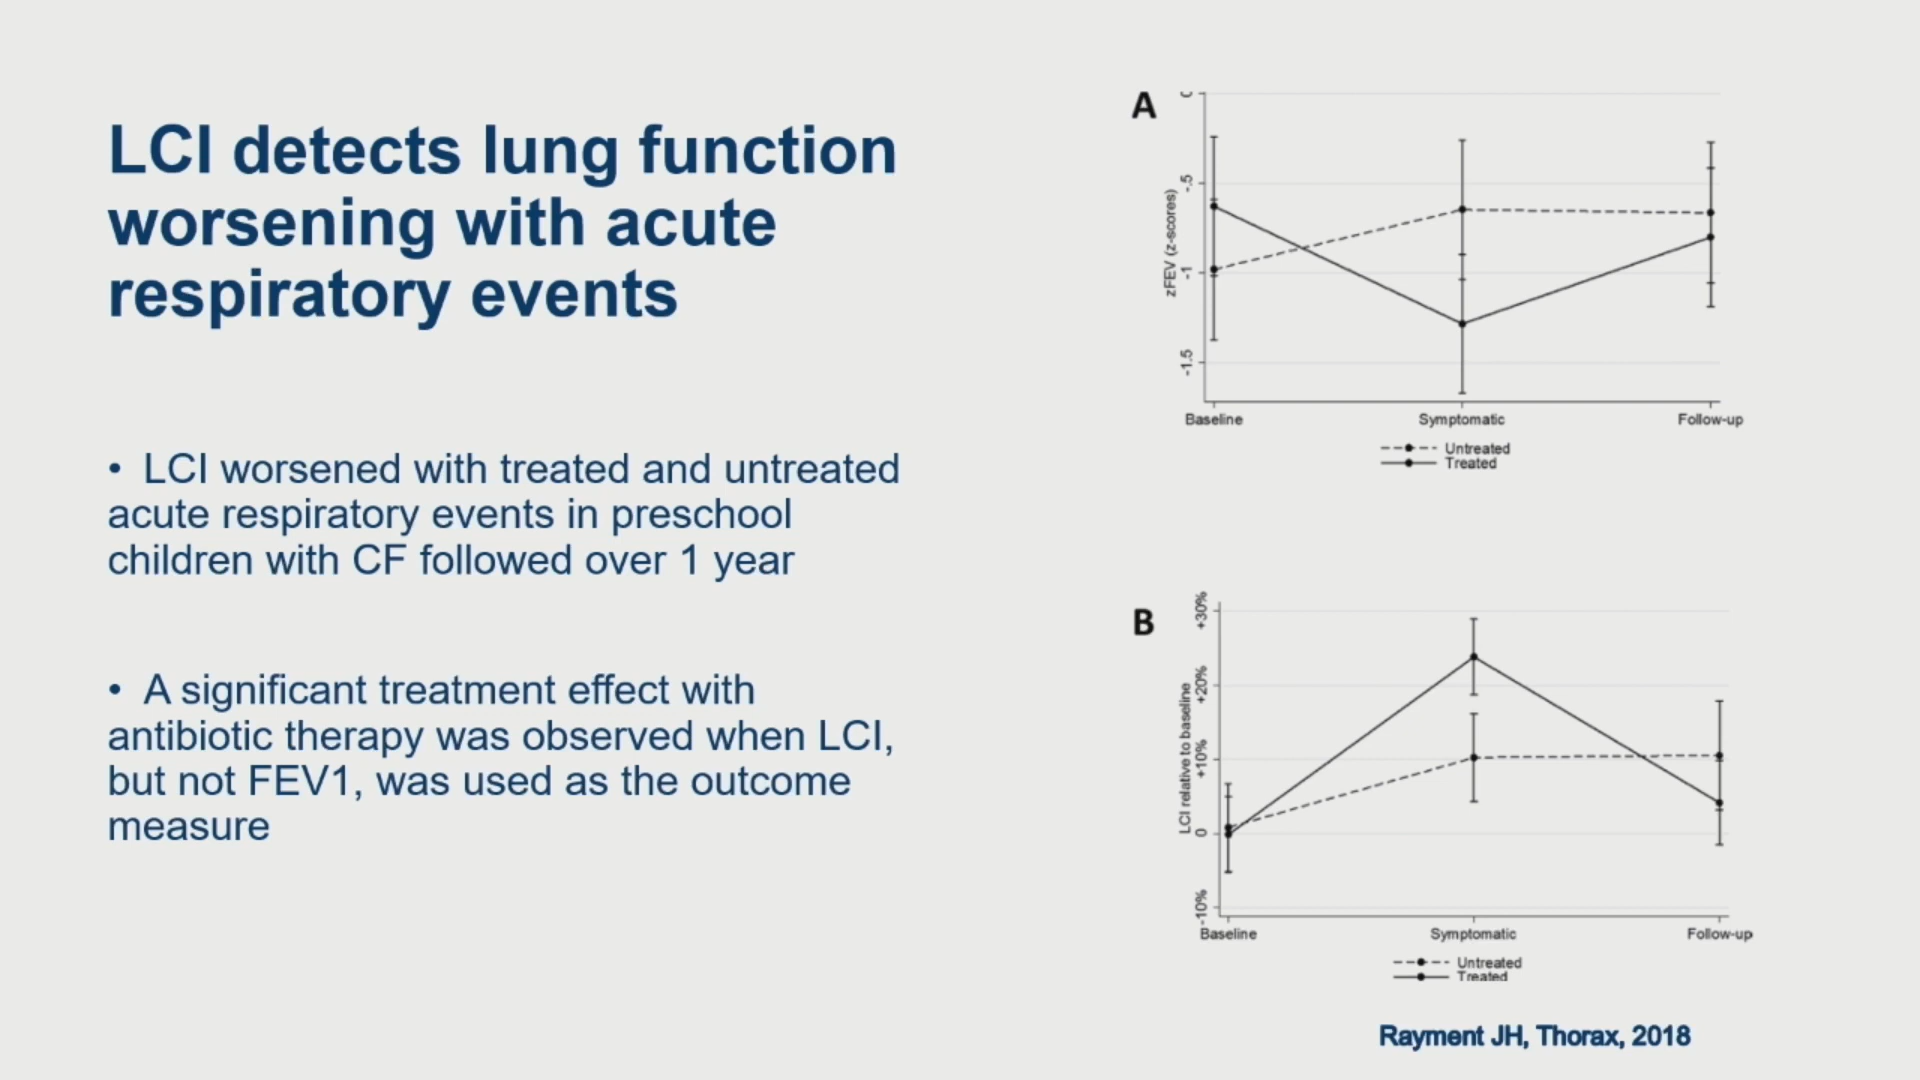 LCI detects lung function
worsening with acute
respiratory events
• LCI worsened with treated and untreated
acute respiratory events in preschool
children with CF followed over 1 year
• A significant treatment effect with
antibiotic therapy was observed when LCI,
but not FEV1, was used as the outcome
measure
A
zFEV (z-scores)
0
-.5
-1
-1.5
Baseline Symptomatic Follow-up
Untreated
Treated
B
LCI relative to baseline
+30%
+20%
+10%
0
-10%
Baseline Symptomatic Follow-up
Untreated
Treated
Rayment JH, Thorax, 2018